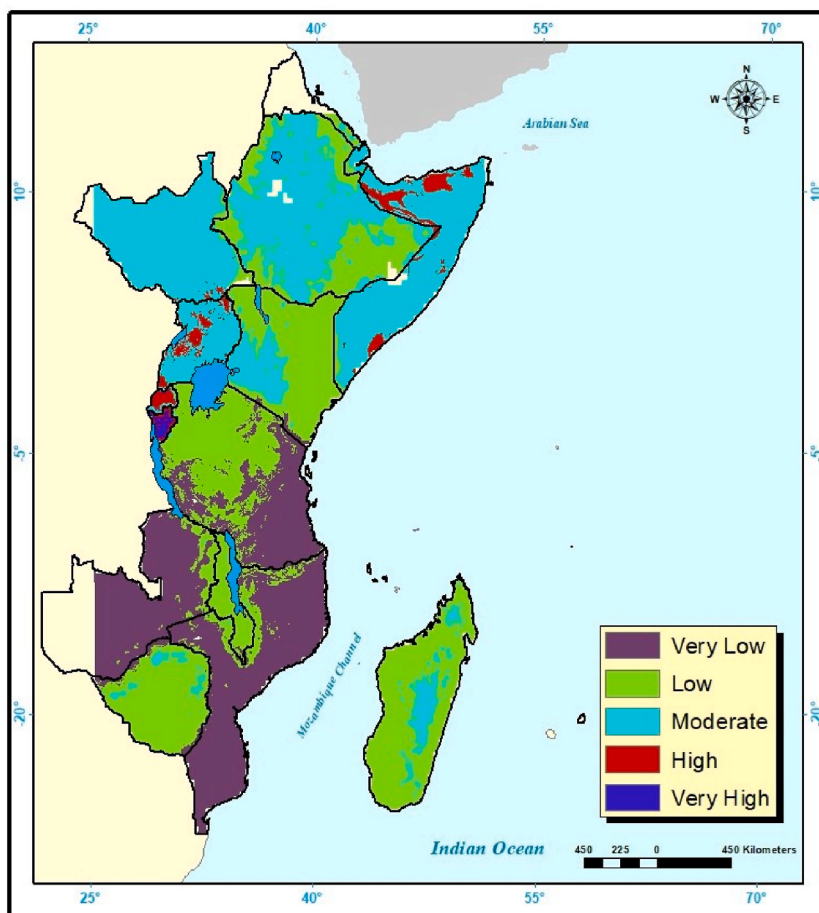 25°
40°
55°
70°
N
W
E
S
Arabian Sea
10°
10°
-5°
-5°
Mozambique Channel
-20°
-20°
Very Low
Low
Moderate
High
Very High
Indian Ocean
450 225 0 450 Kilometers
25°
40°
55°
70°